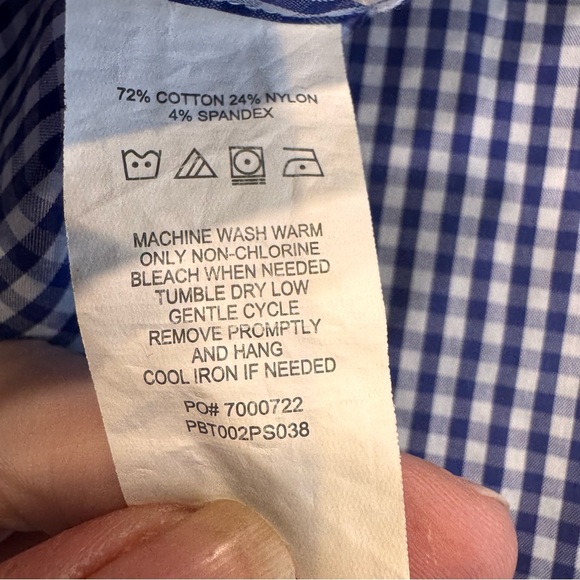 72% COTTON 24% NYLON
4% SPANDEX
MACHINE WASH WARM
ONLY NON-CHLORINE
BLEACH WHEN NEEDED
TUMBLE DRY LOW
GENTLE CYCLE
REMOVE PROMPTLY
AND HANG
COOL IRON IF NEEDED
PO# 7000722
PBT002PS038